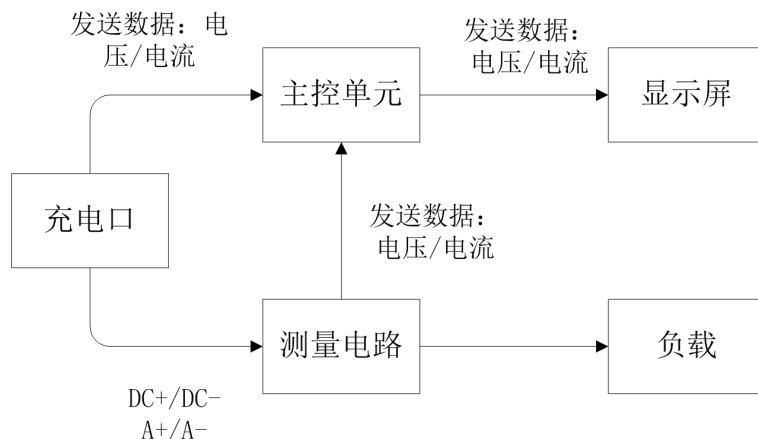 发送数据：电
压/电流
发送数据：
电压/电流
主控单元
显示屏
充电口
发送数据：
电压/电流
测量电路
负载
DC+/DC-
A+/A-